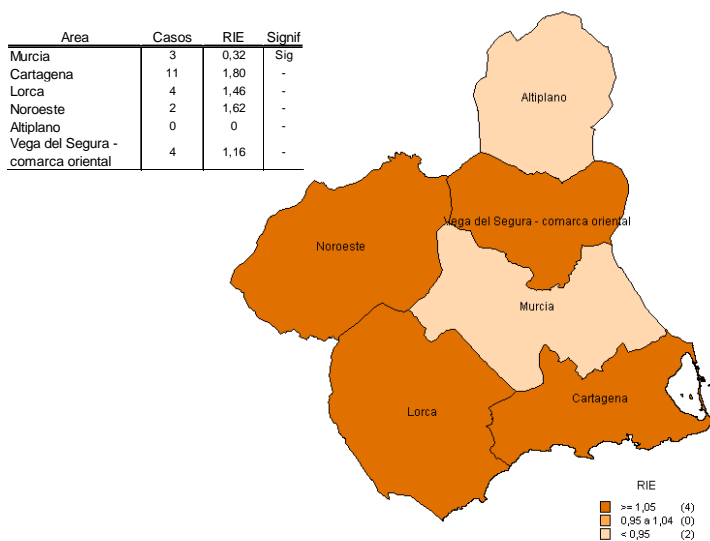 Area Casos RIE Signif
Murcia 3 0,32 Sig
Cartagena 11 1,80 -
Lorca 4 1,46 -
Noroeste 2 1,62 -
Altiplano 0 0 -
Vega del Segura -
comarca oriental 4 1,16 -
Altiplano
Vega del Segura - comarca oriental
Noroeste
Murcia
Cartagena
Lorca
RIE
>= 1,05 (4)
0,95 a 1,04 (0)
< 0,95 (2)